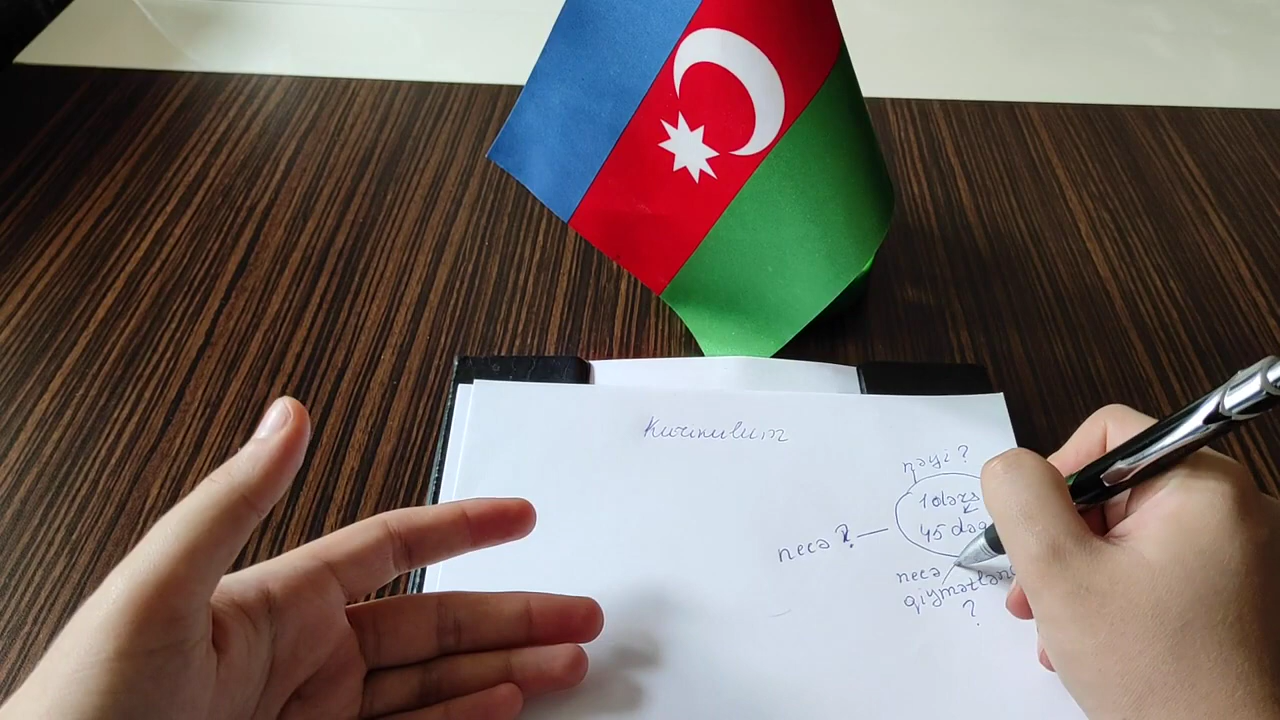 Kurikulum
nəyi ?
1 dərs
45 dəq
necə ?
necə
qiymətlən
?